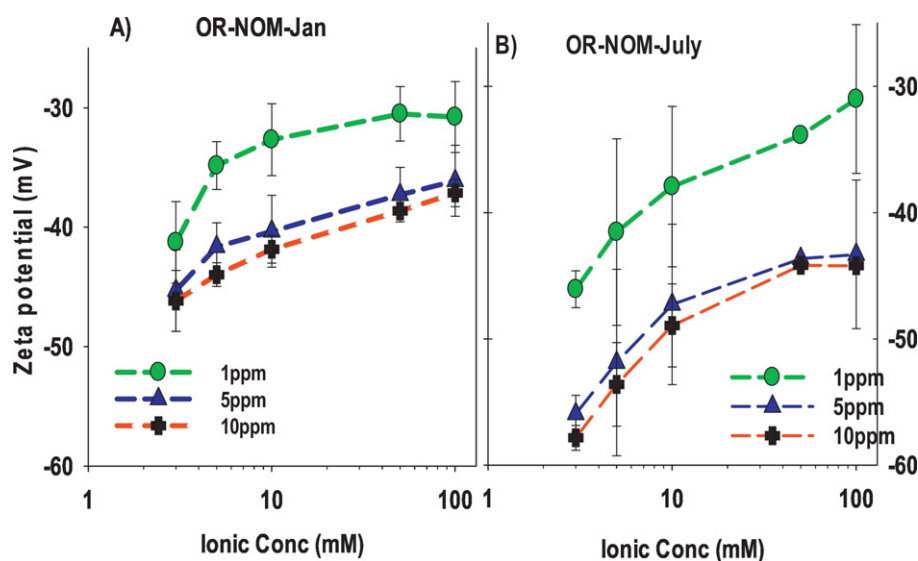 A) OR-NOM-Jan
B) OR-NOM-July
Zeta potential (mV)
-30
-40
-50
-60
1ppm
5ppm
10ppm
1 10 100
Ionic Conc (mM)
-30
-40
-50
-60
1ppm
5ppm
10ppm
1 10 100
Ionic Conc (mM)